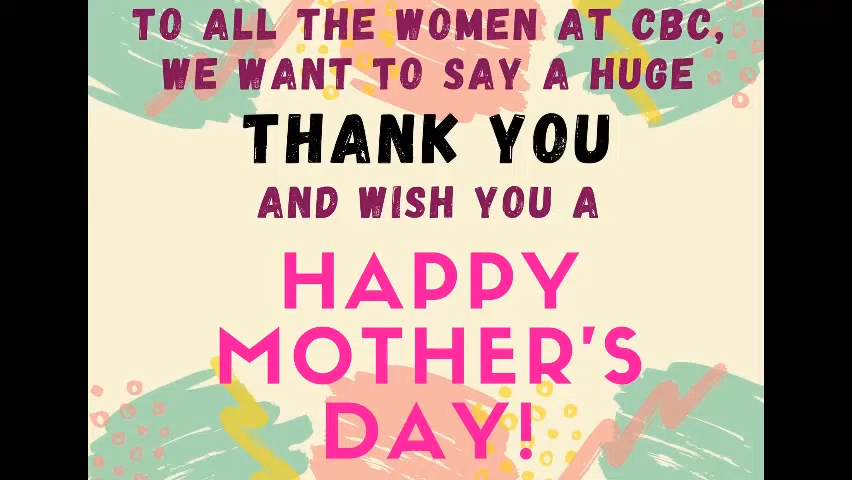 TO ALL THE WOMEN AT CBC,
WE WANT TO SAY A HUGE
THANK YOU
AND WISH YOU A
HAPPY
MOTHER'S
DAY!